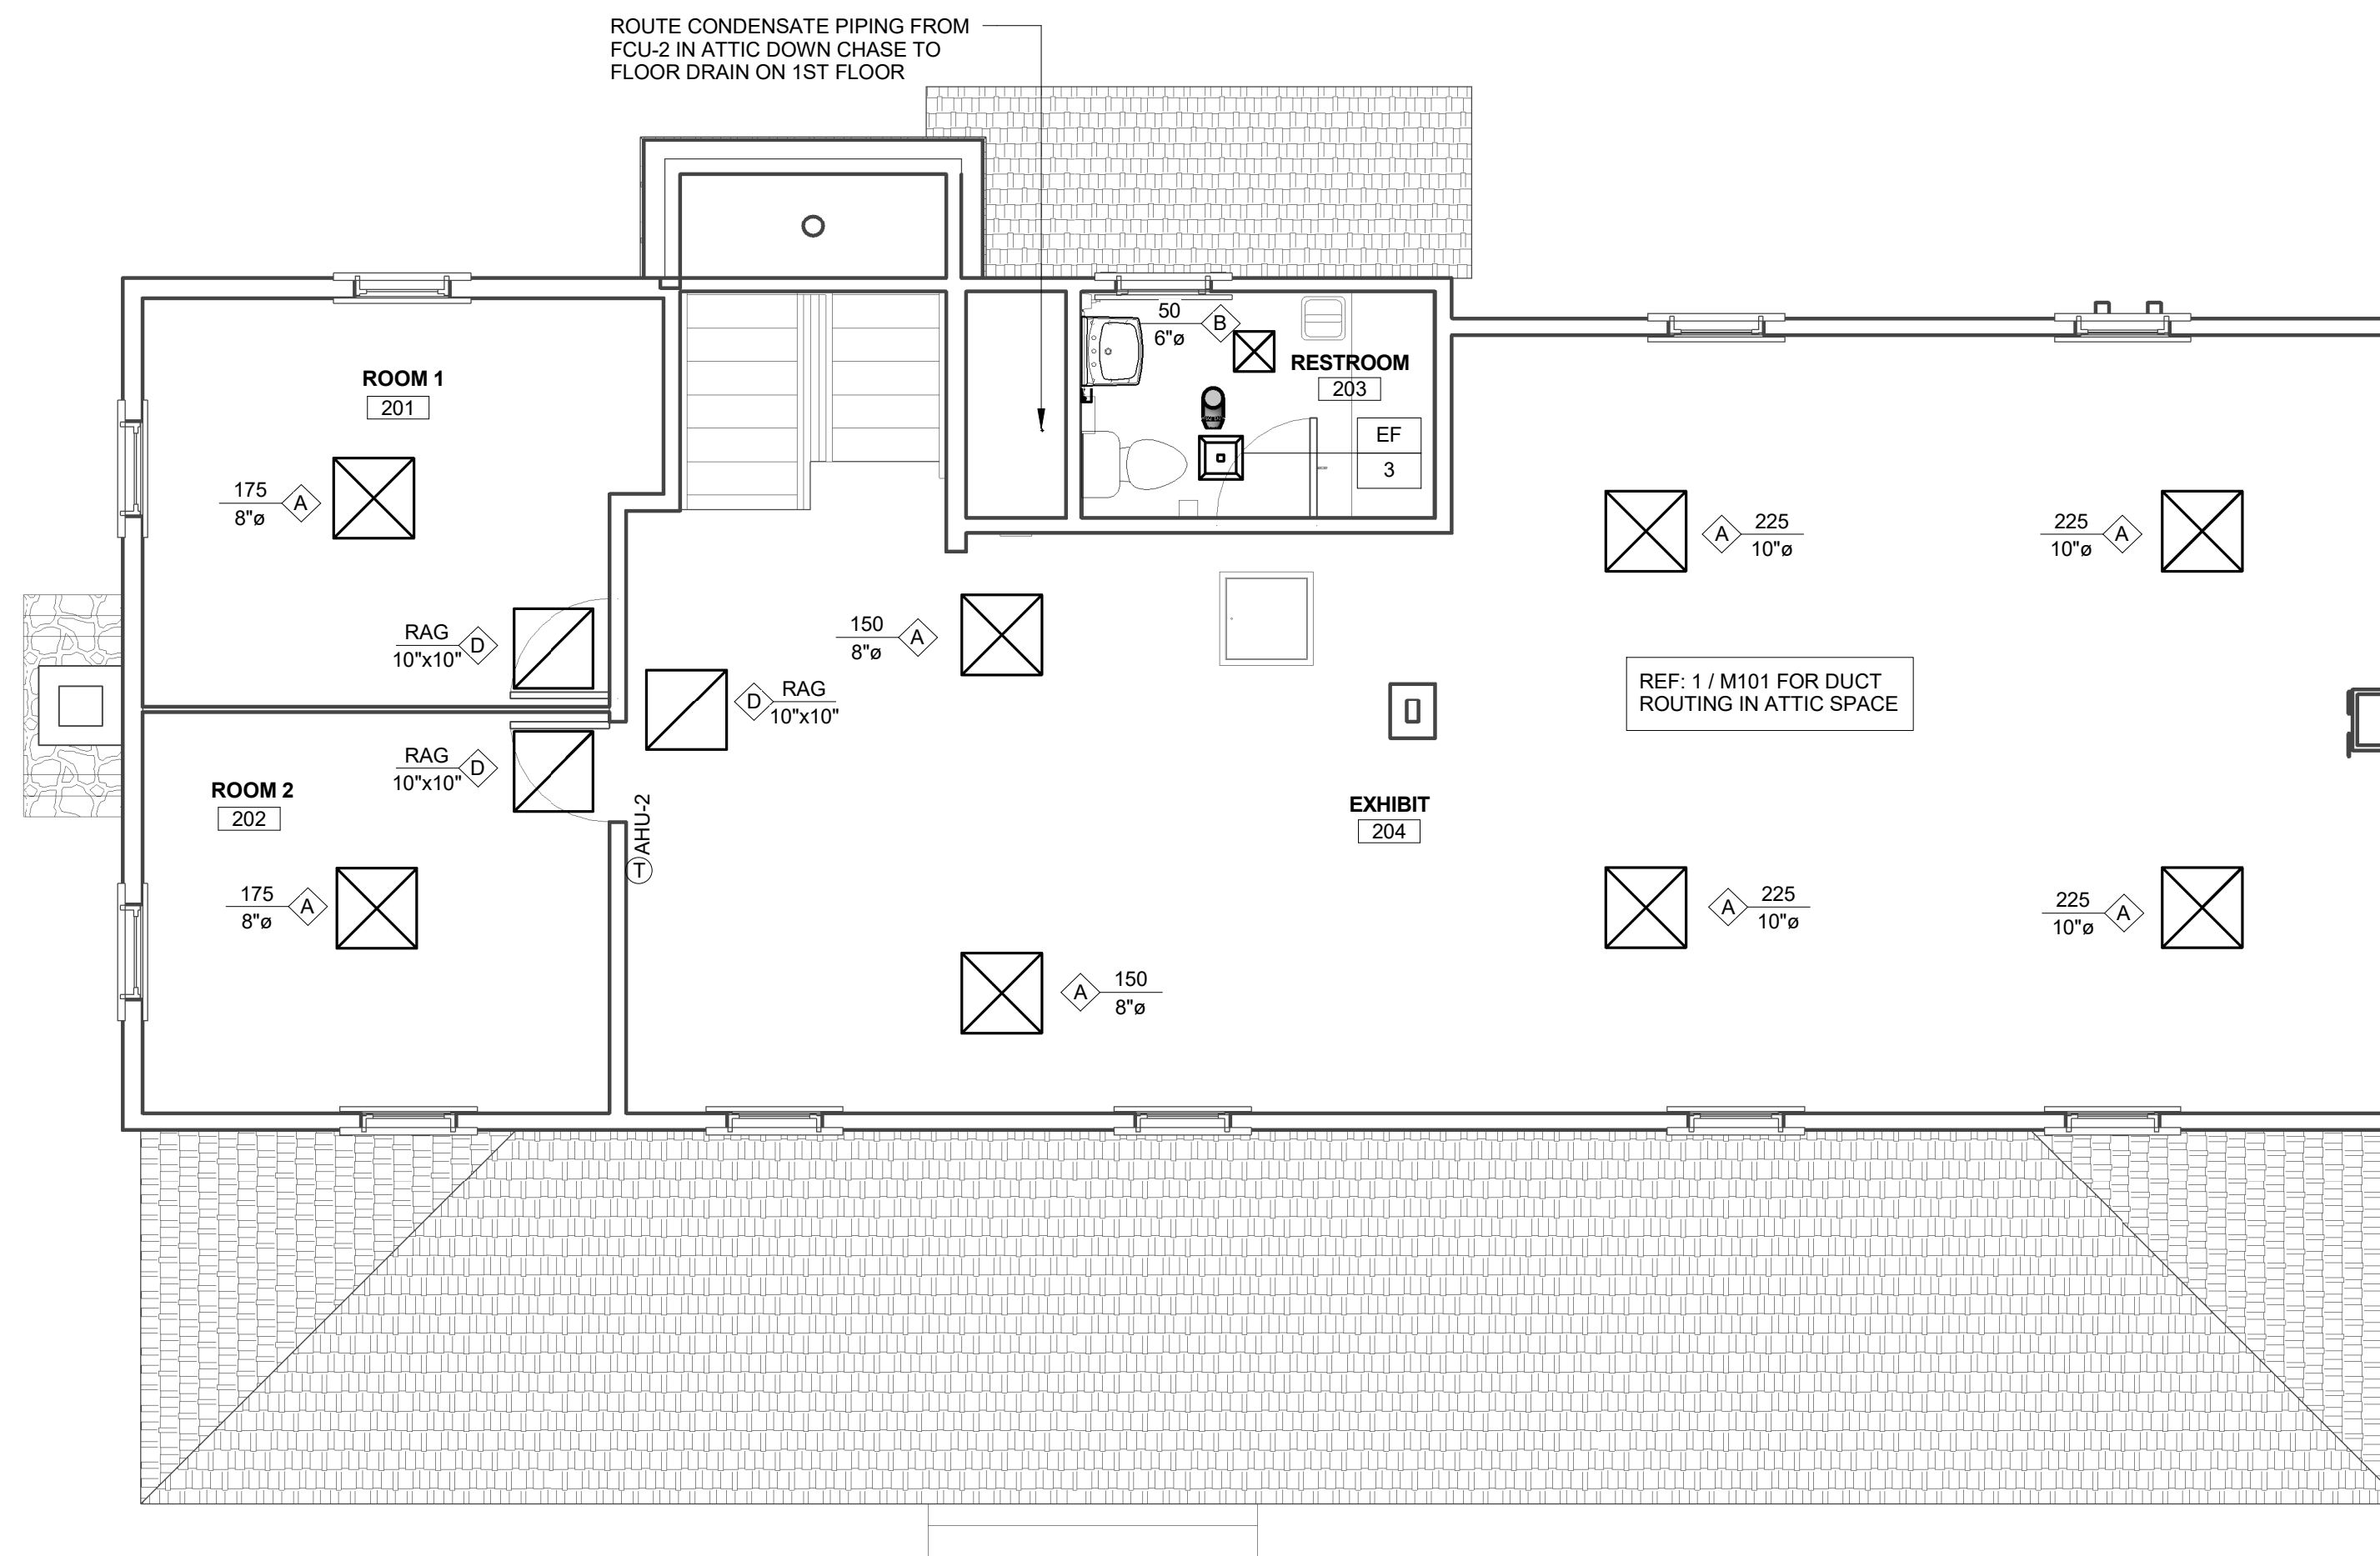 ROUTE CONDENSATE PIPING FROM
FCU-2 IN ATTIC DOWN CHASE TO
FLOOR DRAIN ON 1ST FLOOR
50
6"ø
B
RESTROOM
203
EF
3
ROOM 1
201
175
8"ø
A
A
225
10"ø
225
10"ø
A
RAG
10"x10"
D
150
8"ø
A
D
RAG
10"x10"
REF: 1 / M101 FOR DUCT
ROUTING IN ATTIC SPACE
RAG
10"x10"
D
ROOM 2
202
AHU-2
T
EXHIBIT
204
175
8"ø
A
A
225
10"ø
225
10"ø
A
A
150
8"ø